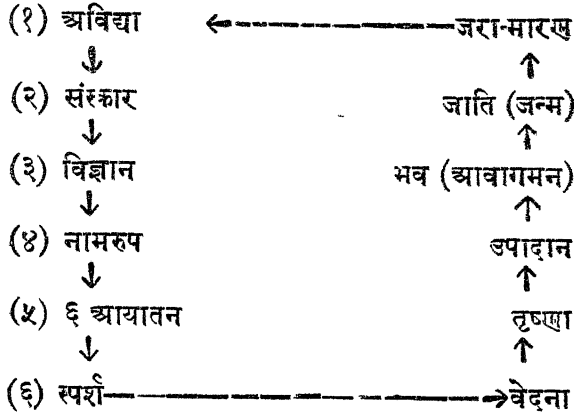 (१) अविद्या ←------- जरा-मारण
↓ ↑
(२) संस्कार जाति (जन्म)
↓ ↑
(३) विज्ञान भव (आवागमन)
↓ ↑
(४) नामरुप उपादान
↓ ↑
(५) ६ आयातन तृष्णा
↓ ↑
(६) स्पर्श-------→वेदना